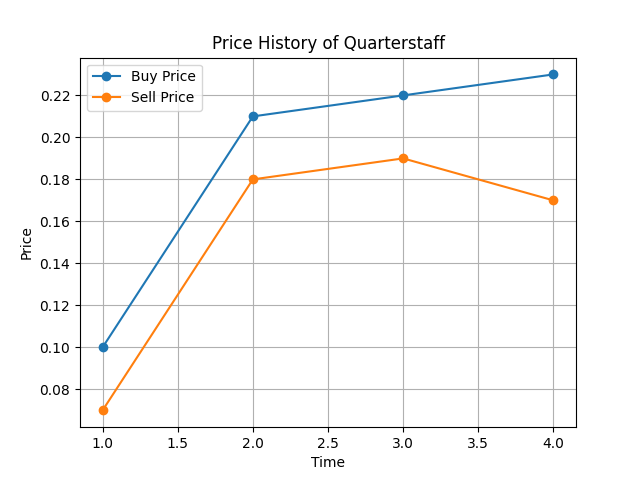 Price History of Quarterstaff
Buy Price
Sell Price
Price
0.22
0.20
0.18
0.16
0.14
0.12
0.10
0.08
1.0 1.5 2.0 2.5 3.0 3.5 4.0
Time